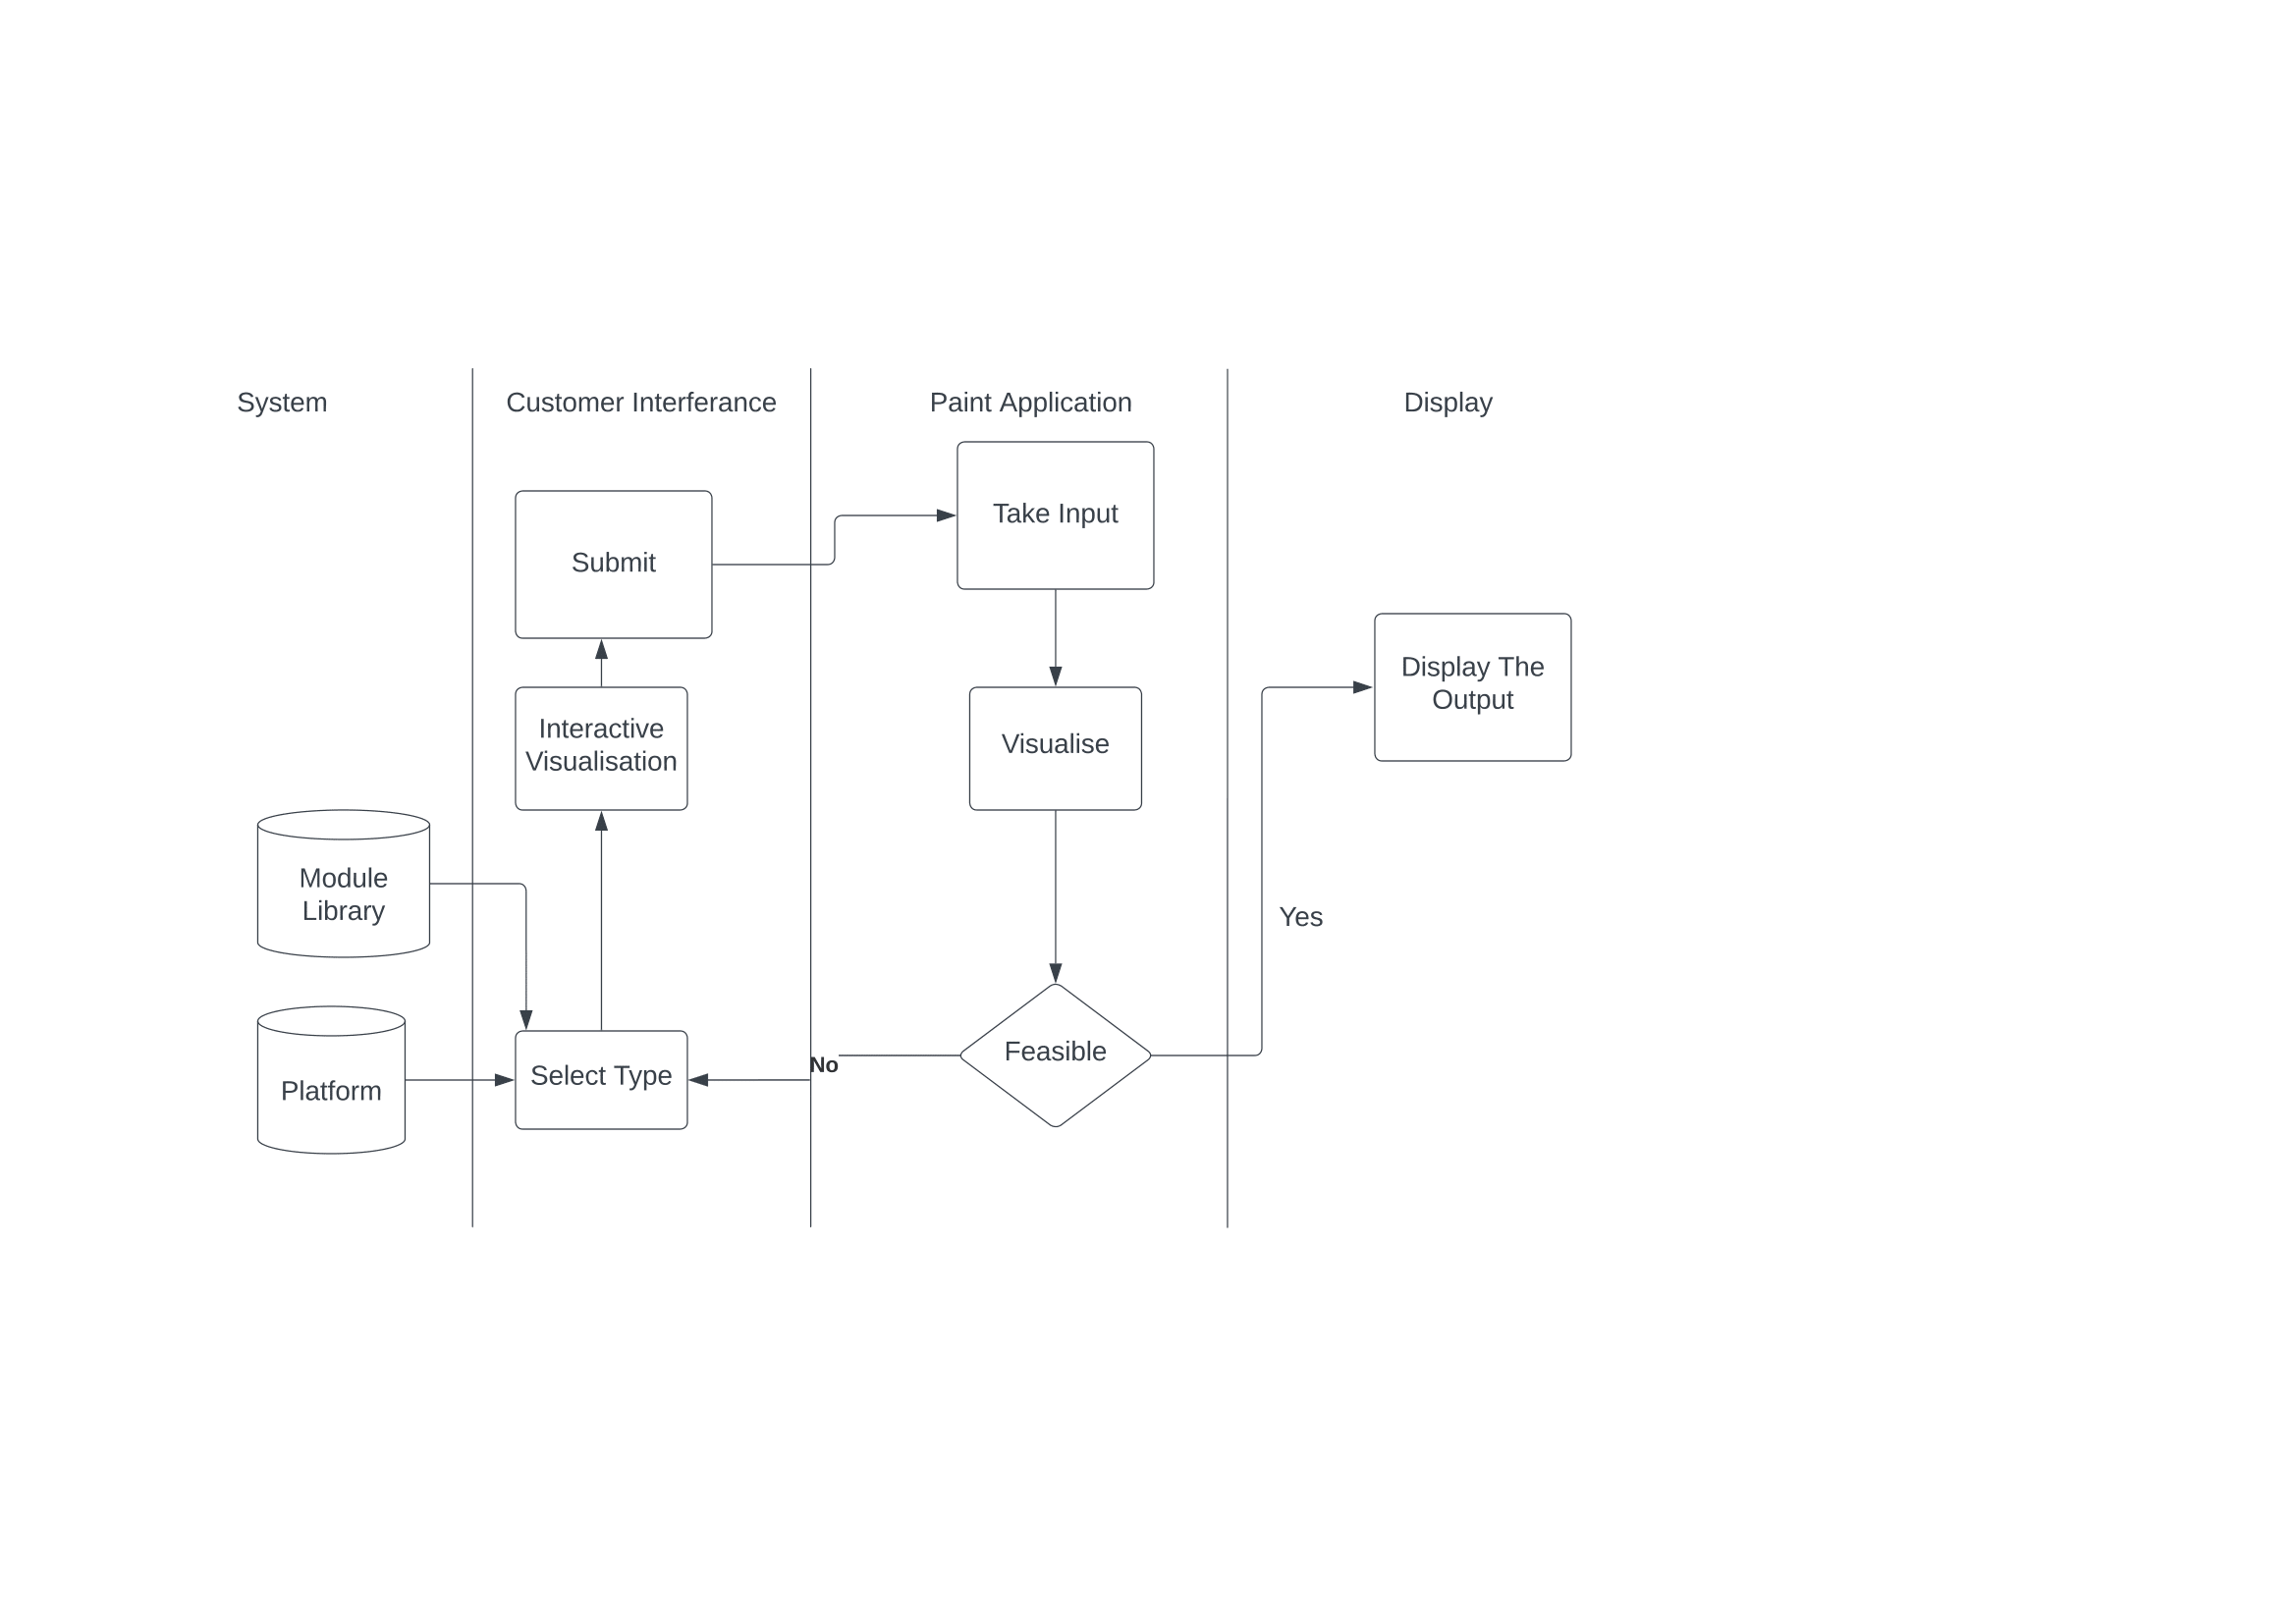 System
Customer Interferance
Paint Application
Display
Submit
Take Input
Interactive
Visualisation
Visualise
Display The
Output
Module
Library
Yes
Platform
Select Type
No
Feasible